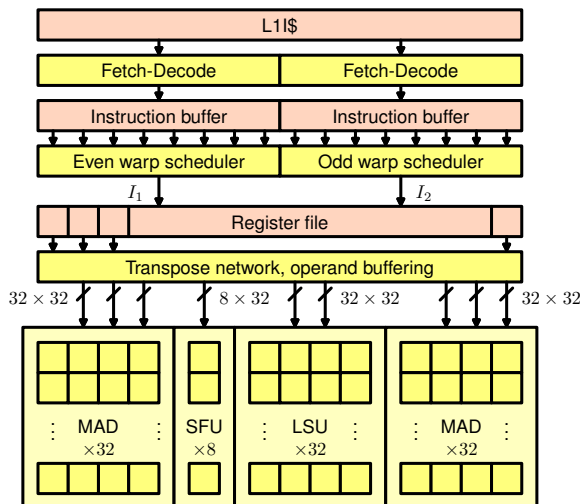 L1I$
Fetch-Decode Fetch-Decode
Instruction buffer Instruction buffer
Even warp scheduler Odd warp scheduler
I₁ I₂
Register file
Transpose network, operand buffering
32 × 32 8 × 32 32 × 32 32 × 32
⋮ MAD ⋮ SFU ⋮ LSU ⋮ ⋮ MAD ⋮
×32 ×8 ×32 ×32